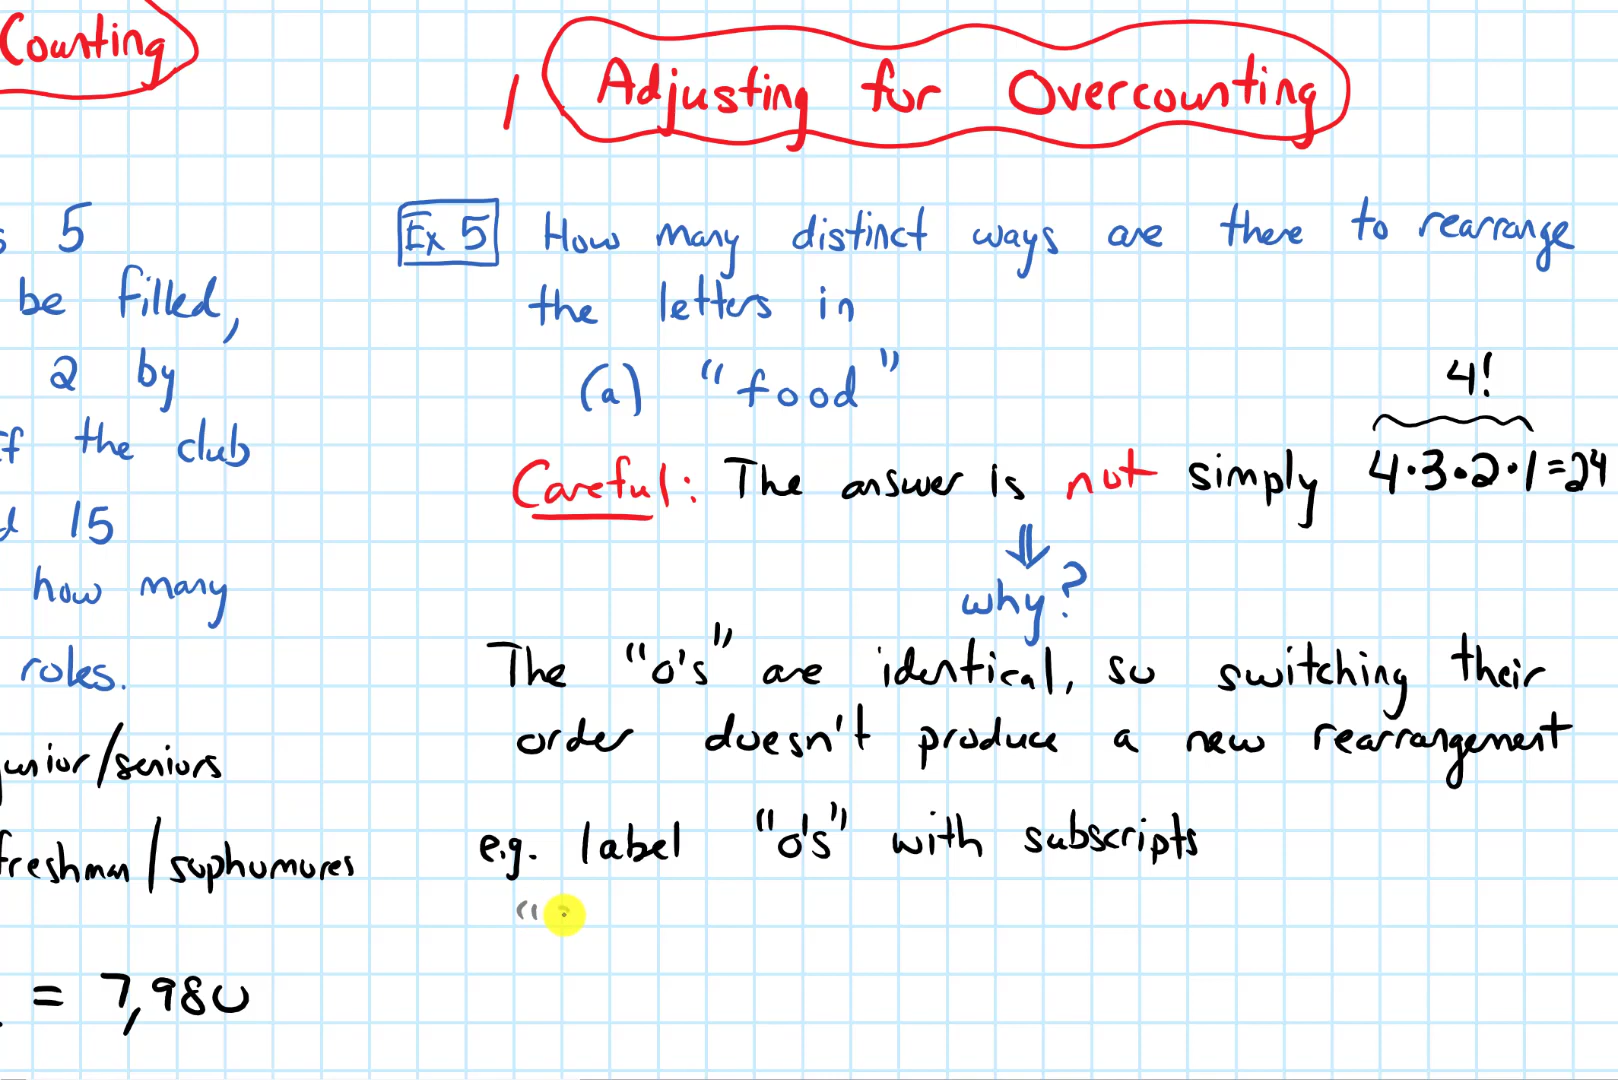 Counting
5
be filled,
2 by
if the club
15
how many
roles.
junior/seniors
freshman/sophomores
= 7,980
Adjusting for Overcounting
Ex 5 How many distinct ways are there to rearrange
the letters in
(a) "food"
4!
Careful: The answer is not simply 4·3·2·1=24
why?
The "o's" are identical, so switching their
order doesn't produce a new rearrangement
e.g. label "o's" with subscripts
"